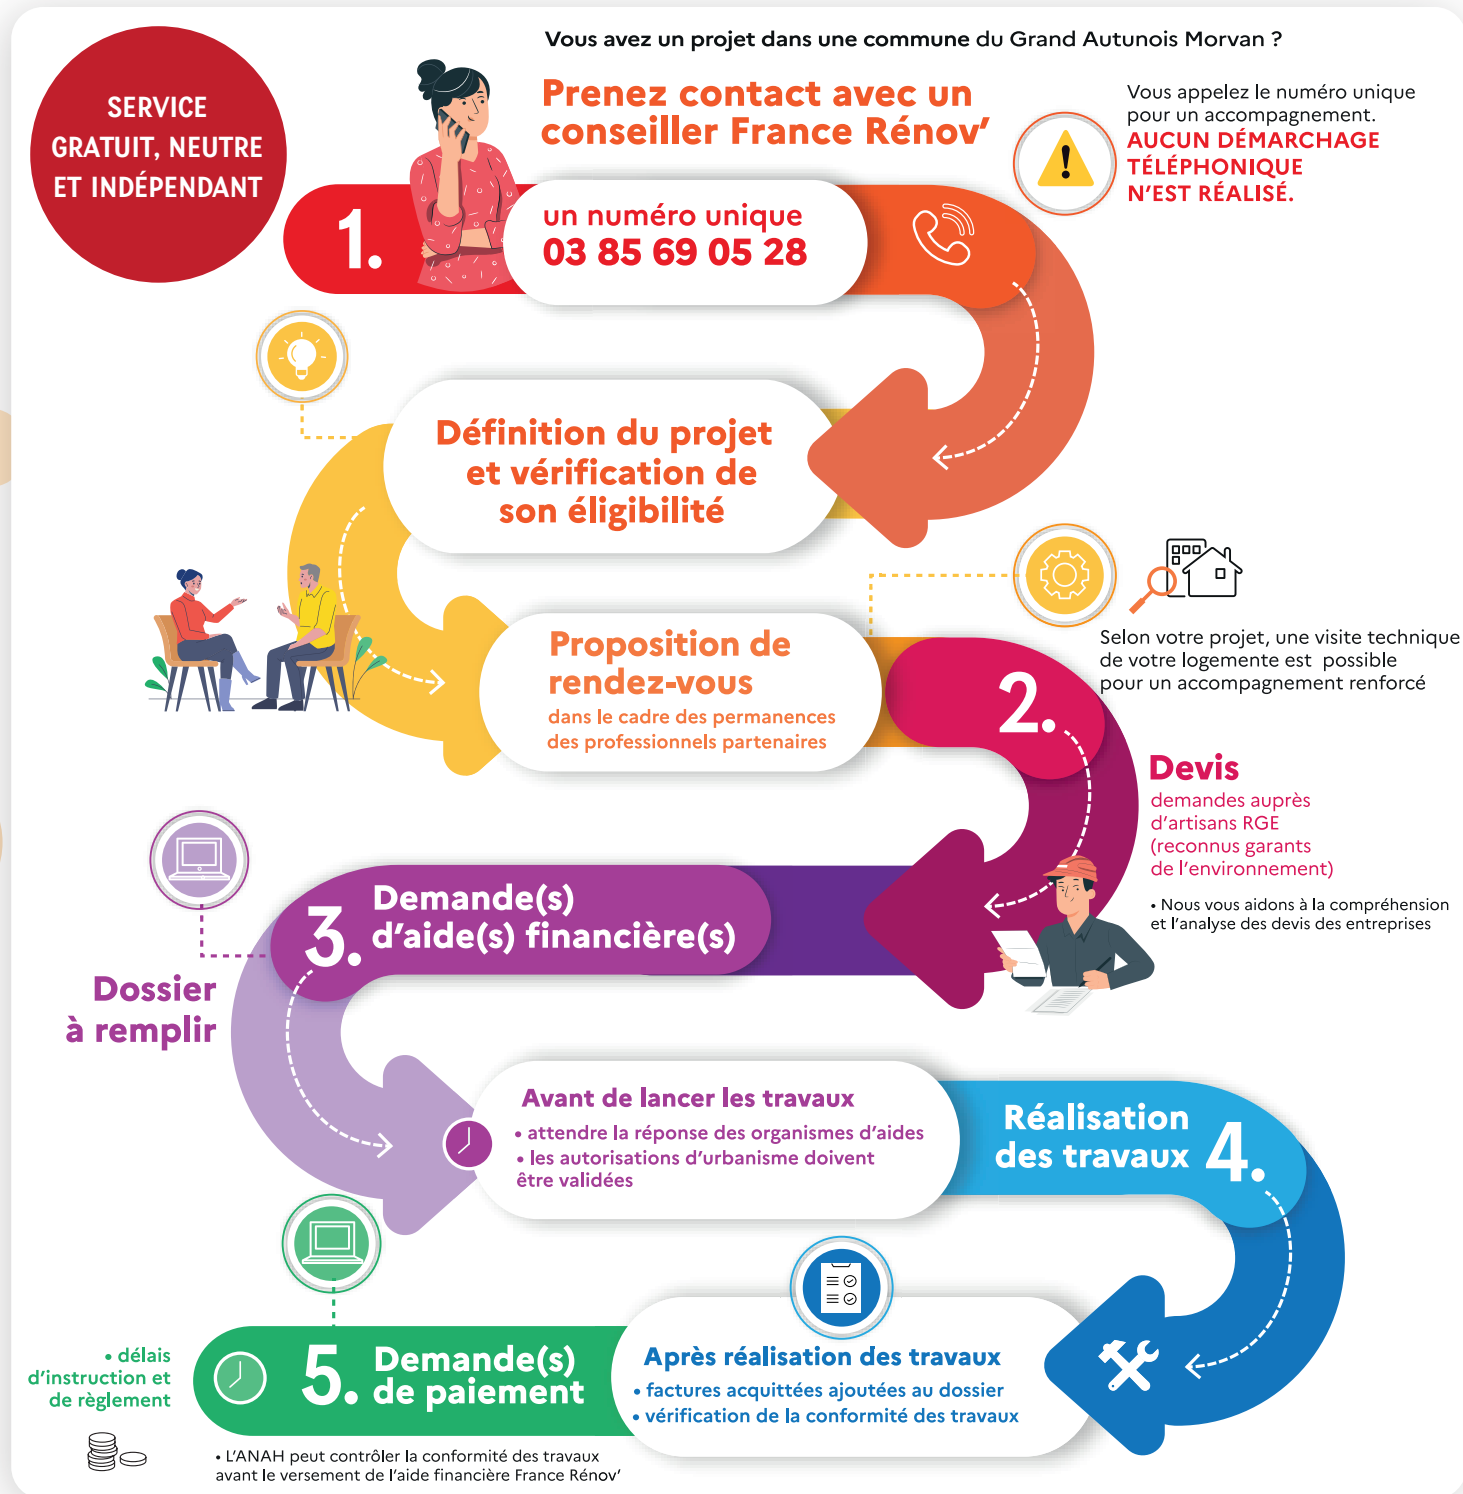 Vous avez un projet dans une commune du Grand Autunois Morvan ?
SERVICE
GRATUIT, NEUTRE
ET INDÉPENDANT
Prenez contact avec un
conseiller France Rénov’
Vous appelez le numéro unique
pour un accompagnement.
AUCUN DÉMARCHAGE
TÉLÉPHONIQUE
N’EST RÉALISÉ.
1.
un numéro unique
03 85 69 05 28
Définition du projet
et vérification de
son éligibilité
Proposition de
rendez-vous
dans le cadre des permanences
des professionnels partenaires
Selon votre projet, une visite technique
de votre logemente est possible
pour un accompagnement renforcé
2.
Devis
demandes auprès
d’artisans RGE
(reconnus garants
de l’environnement)
• Nous vous aidons à la compréhension
et l’analyse des devis des entreprises
3.
Demande(s)
d’aide(s) financière(s)
Dossier
à remplir
Avant de lancer les travaux
• attendre la réponse des organismes d’aides
• les autorisations d’urbanisme doivent
être validées
Réalisation
des travaux
4.
Après réalisation des travaux
• factures acquittées ajoutées au dossier
• vérification de la conformité des travaux
5.
Demande(s)
de paiement
• délais
d’instruction et
de règlement
• L’ANAH peut contrôler la conformité des travaux
avant le versement de l’aide financière France Rénov’